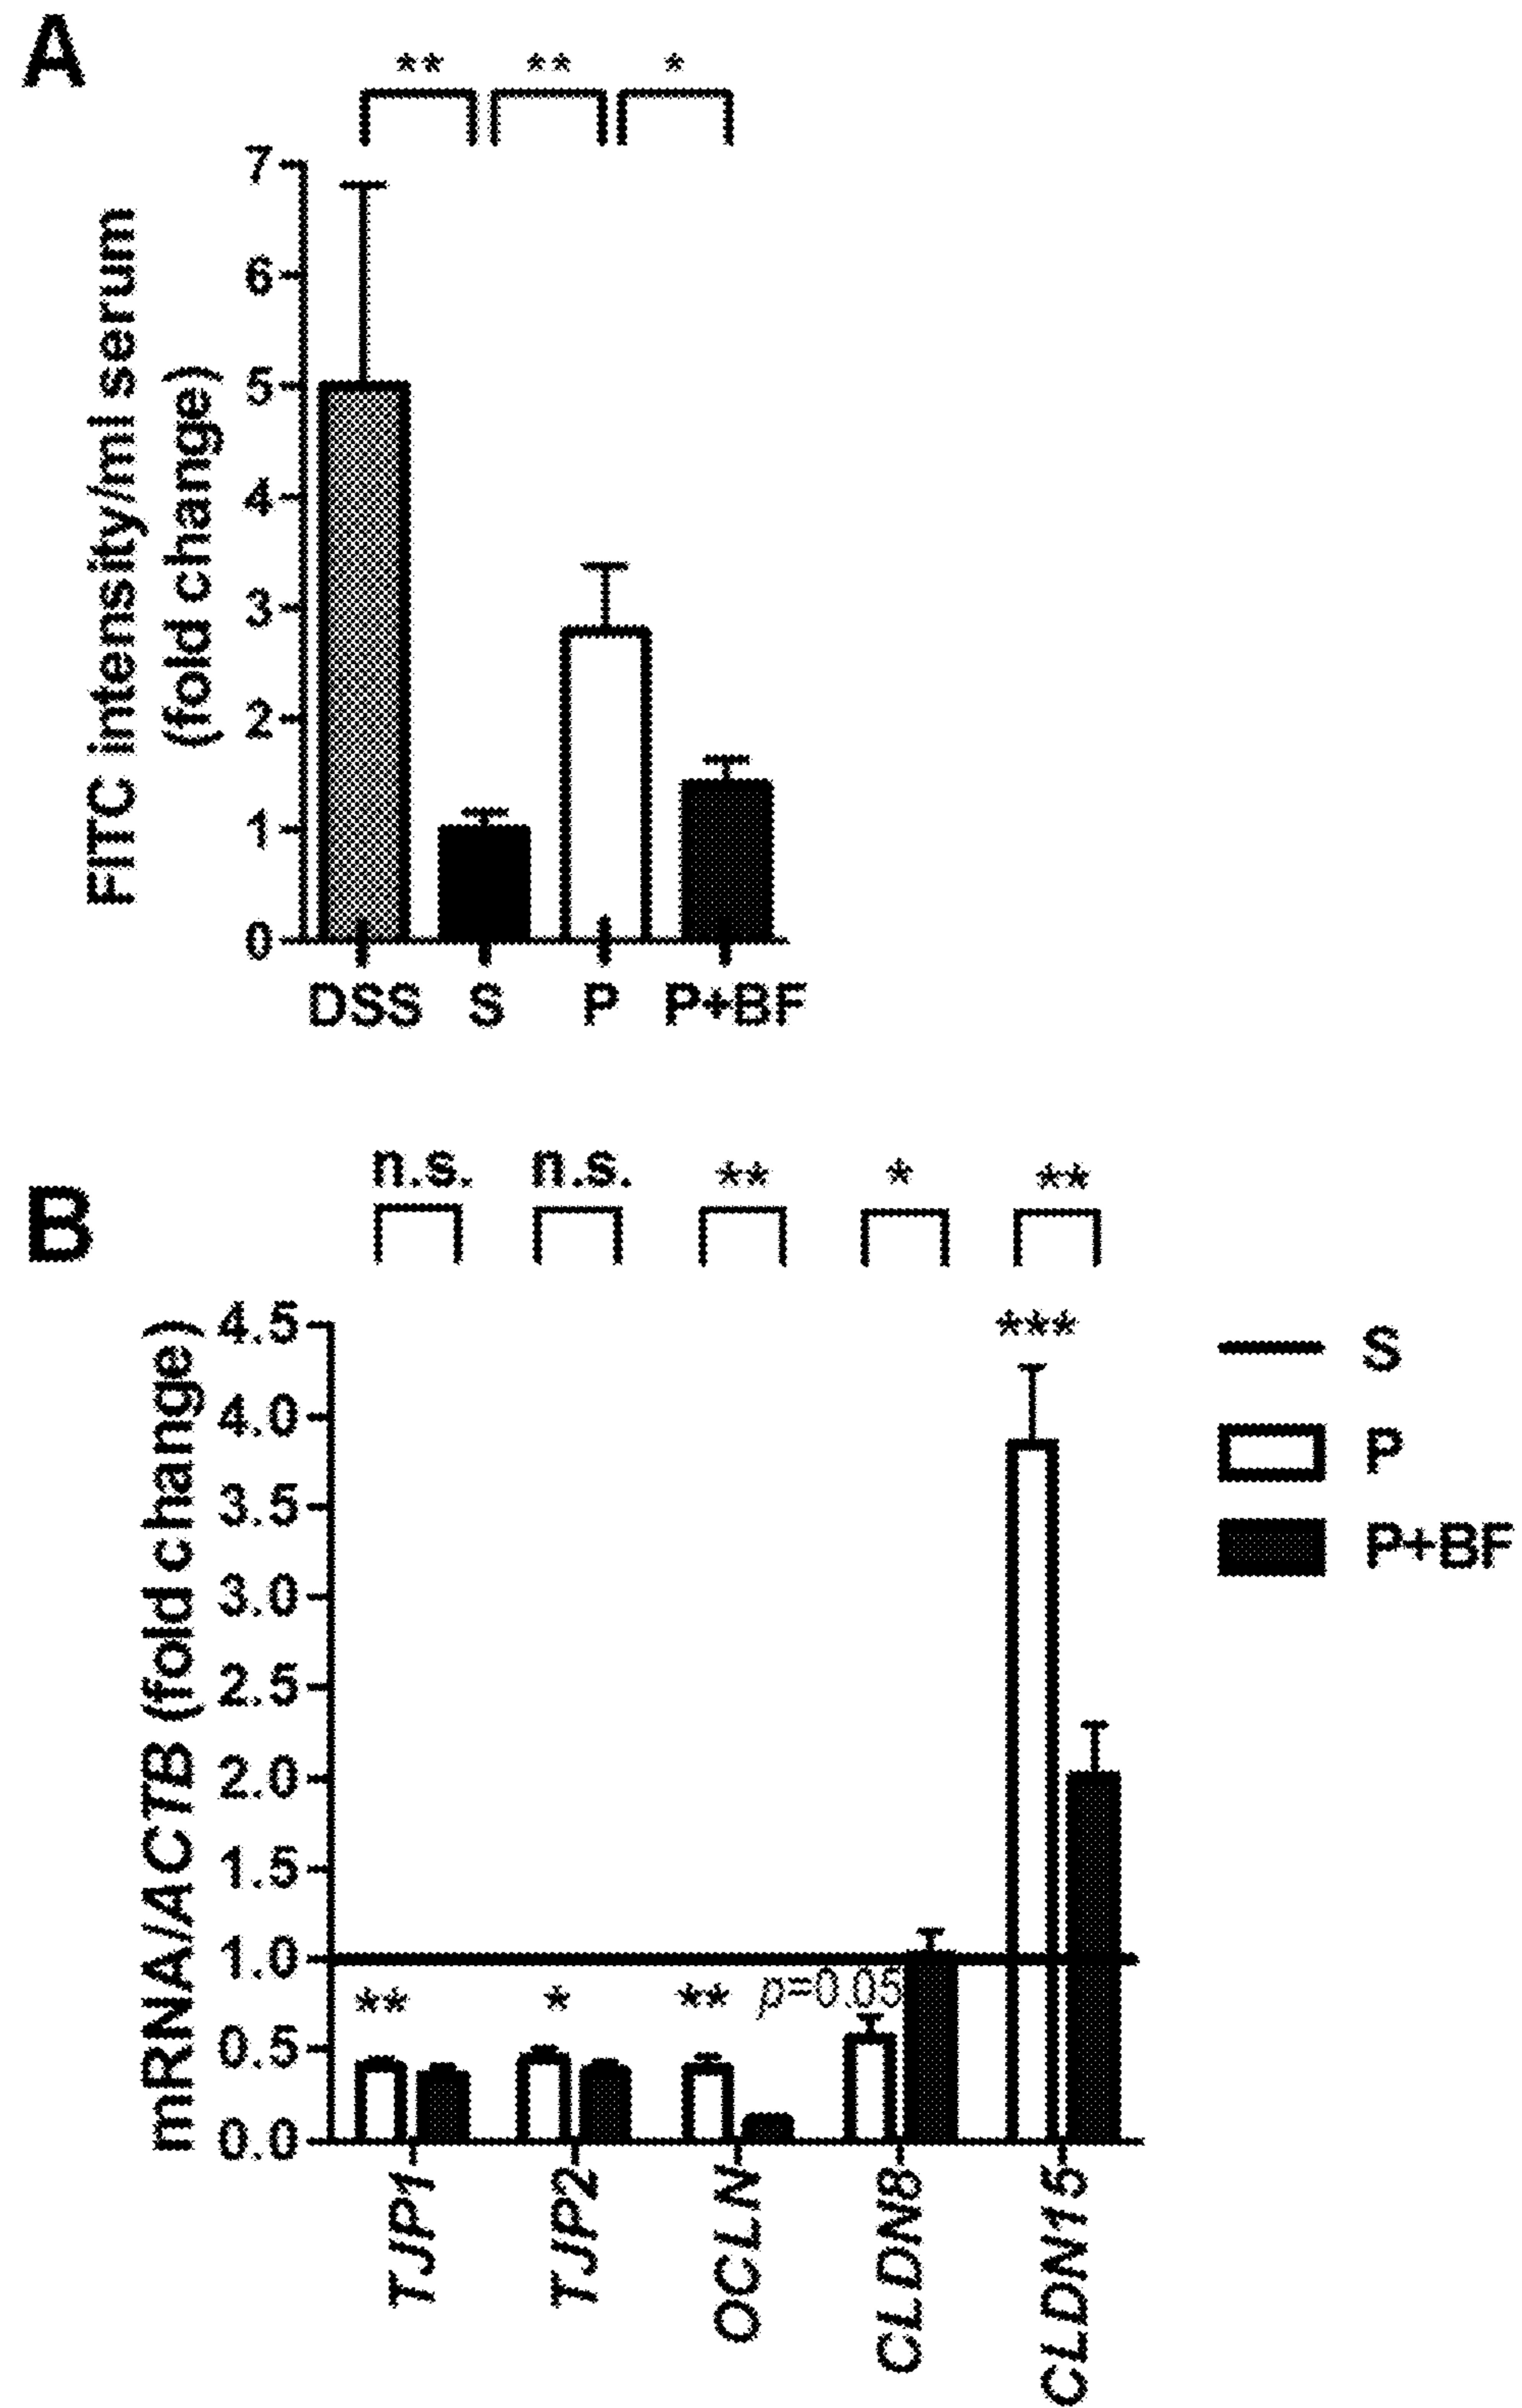 A
** ** *
7
6
5
4
3
2
1
0
FITC intensity/ml serum
(fold change)
DSS S P P+BF
B
n.s. n.s. ** * **
***
4.5
4.0
3.5
3.0
2.5
2.0
1.5
1.0
0.5
0.0
mRNA/ACTB (fold change)
** * ** p=0.05
TJP1
TJP2
OCLN
CLDN8
CLDN15
S
P
P+BF